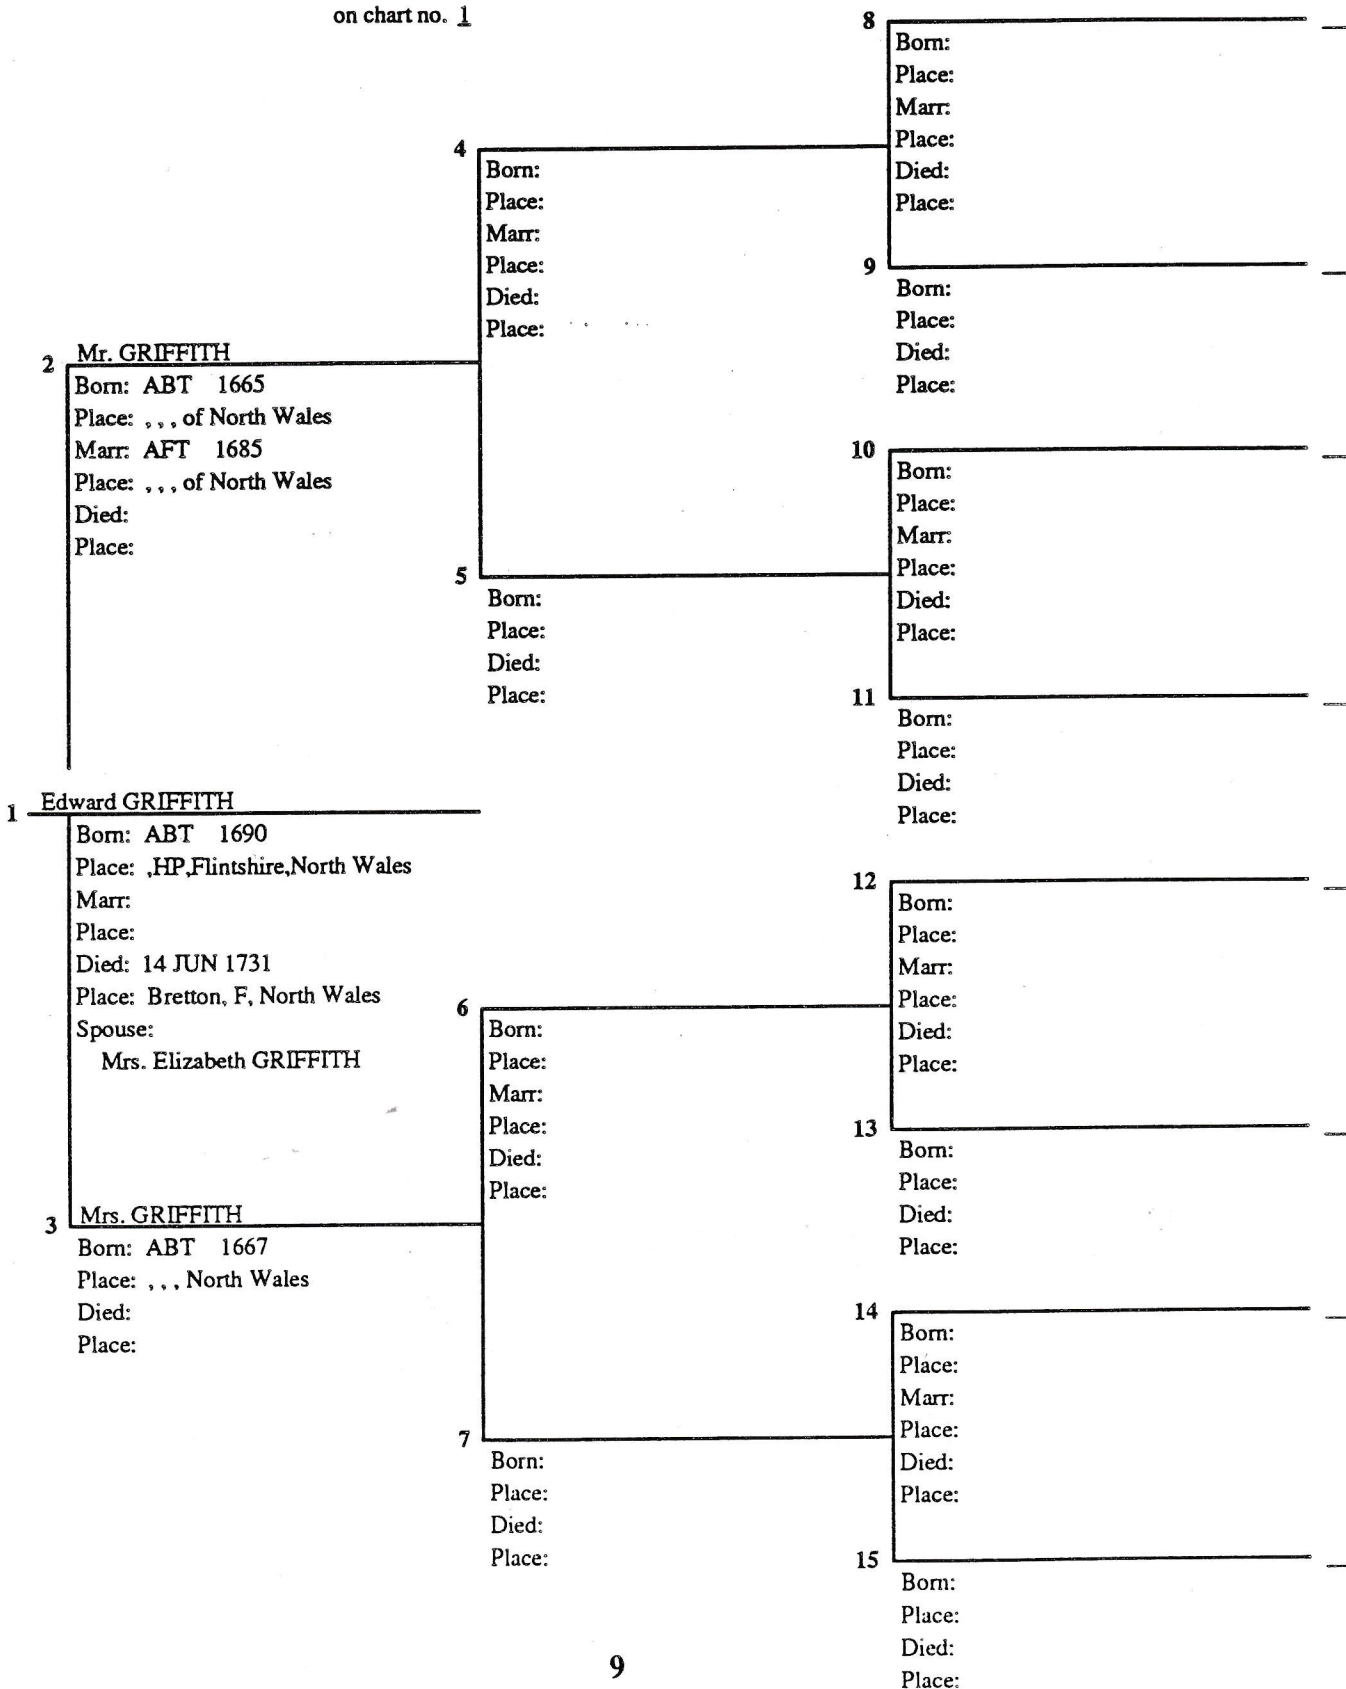 on chart no. 1
8
Born:
Place:
Marr:
Place:
Died:
Place:
4
Born:
Place:
Marr:
Place:
Died:
Place:
9
Born:
Place:
Died:
Place:
2 Mr. GRIFFITH
Born: ABT 1665
Place: , , , of North Wales
Marr: AFT 1685
Place: , , , of North Wales
Died:
Place:
10
Born:
Place:
Marr:
Place:
Died:
Place:
5
Born:
Place:
Died:
Place:
11
Born:
Place:
Died:
Place:
1 Edward GRIFFITH
Born: ABT 1690
Place: ,HP,Flintshire,North Wales
Marr:
Place:
Died: 14 JUN 1731
Place: Bretton, F, North Wales
Spouse:
Mrs. Elizabeth GRIFFITH
12
Born:
Place:
Marr:
Place:
Died:
Place:
6
Born:
Place:
Marr:
Place:
Died:
Place:
13
Born:
Place:
Died:
Place:
3 Mrs. GRIFFITH
Born: ABT 1667
Place: , , , North Wales
Died:
Place:
14
Born:
Place:
Marr:
Place:
Died:
Place:
7
Born:
Place:
Died:
Place:
15
Born:
Place:
Died:
Place:
9